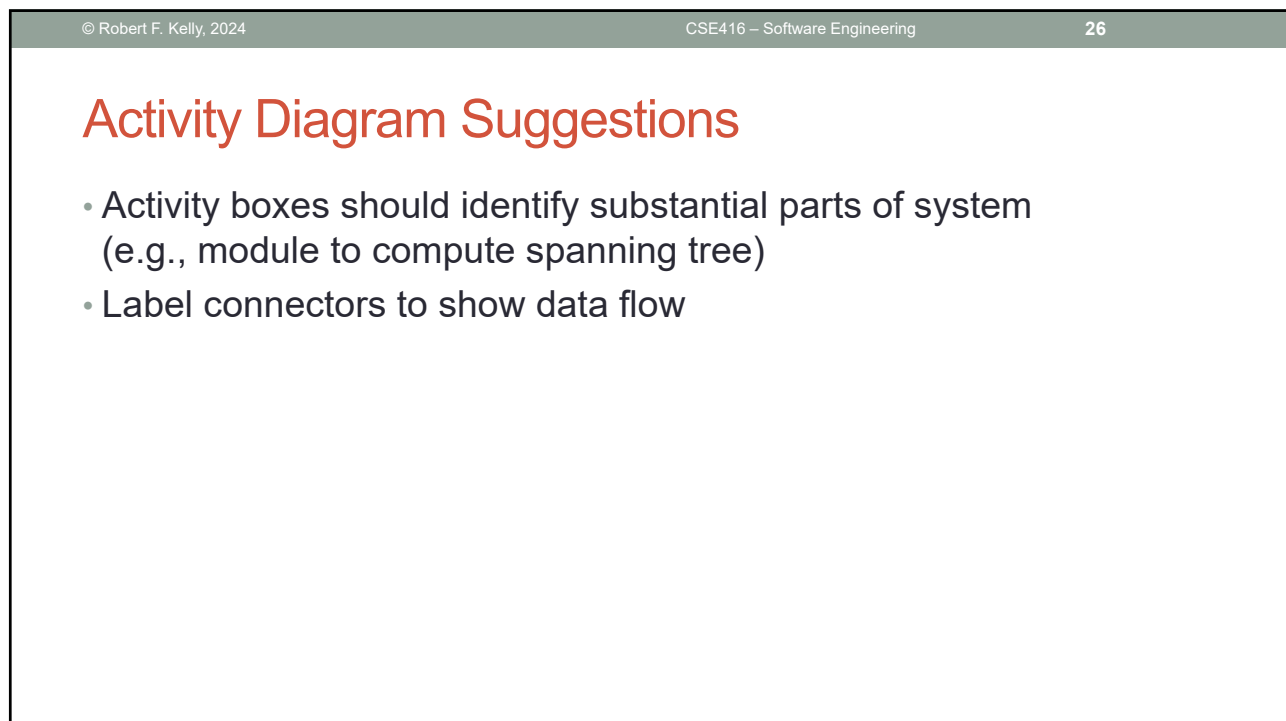 © Robert F. Kelly, 2024 CSE416 – Software Engineering 26
Activity Diagram Suggestions
• Activity boxes should identify substantial parts of system
(e.g., module to compute spanning tree)
• Label connectors to show data flow